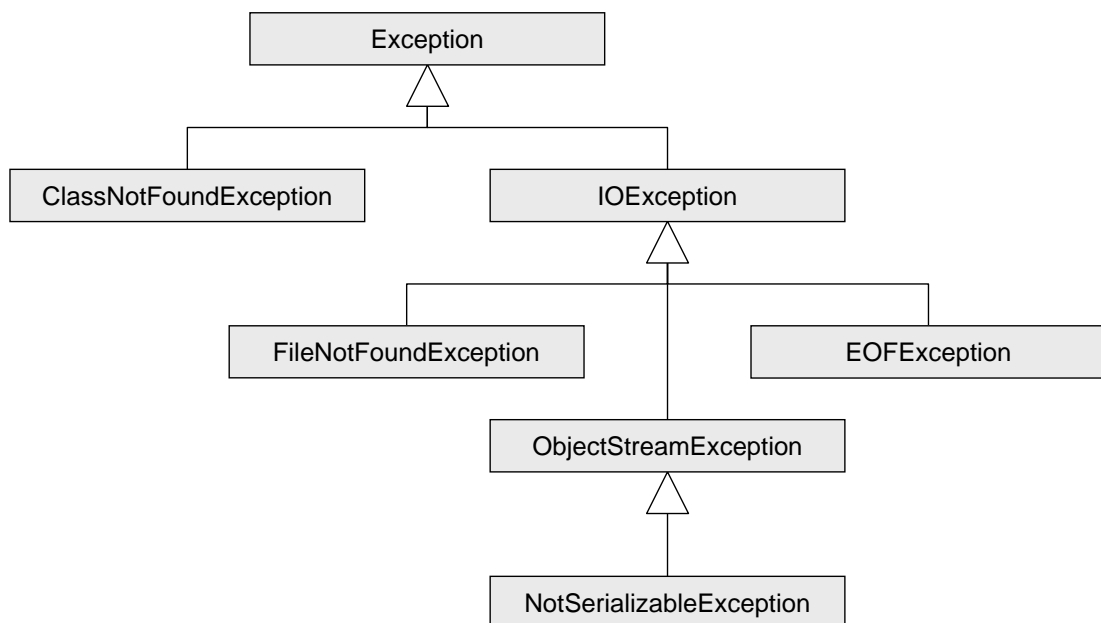 Exception
ClassNotFoundException
IOException
FileNotFoundException
EOFException
ObjectStreamException
NotSerializableException